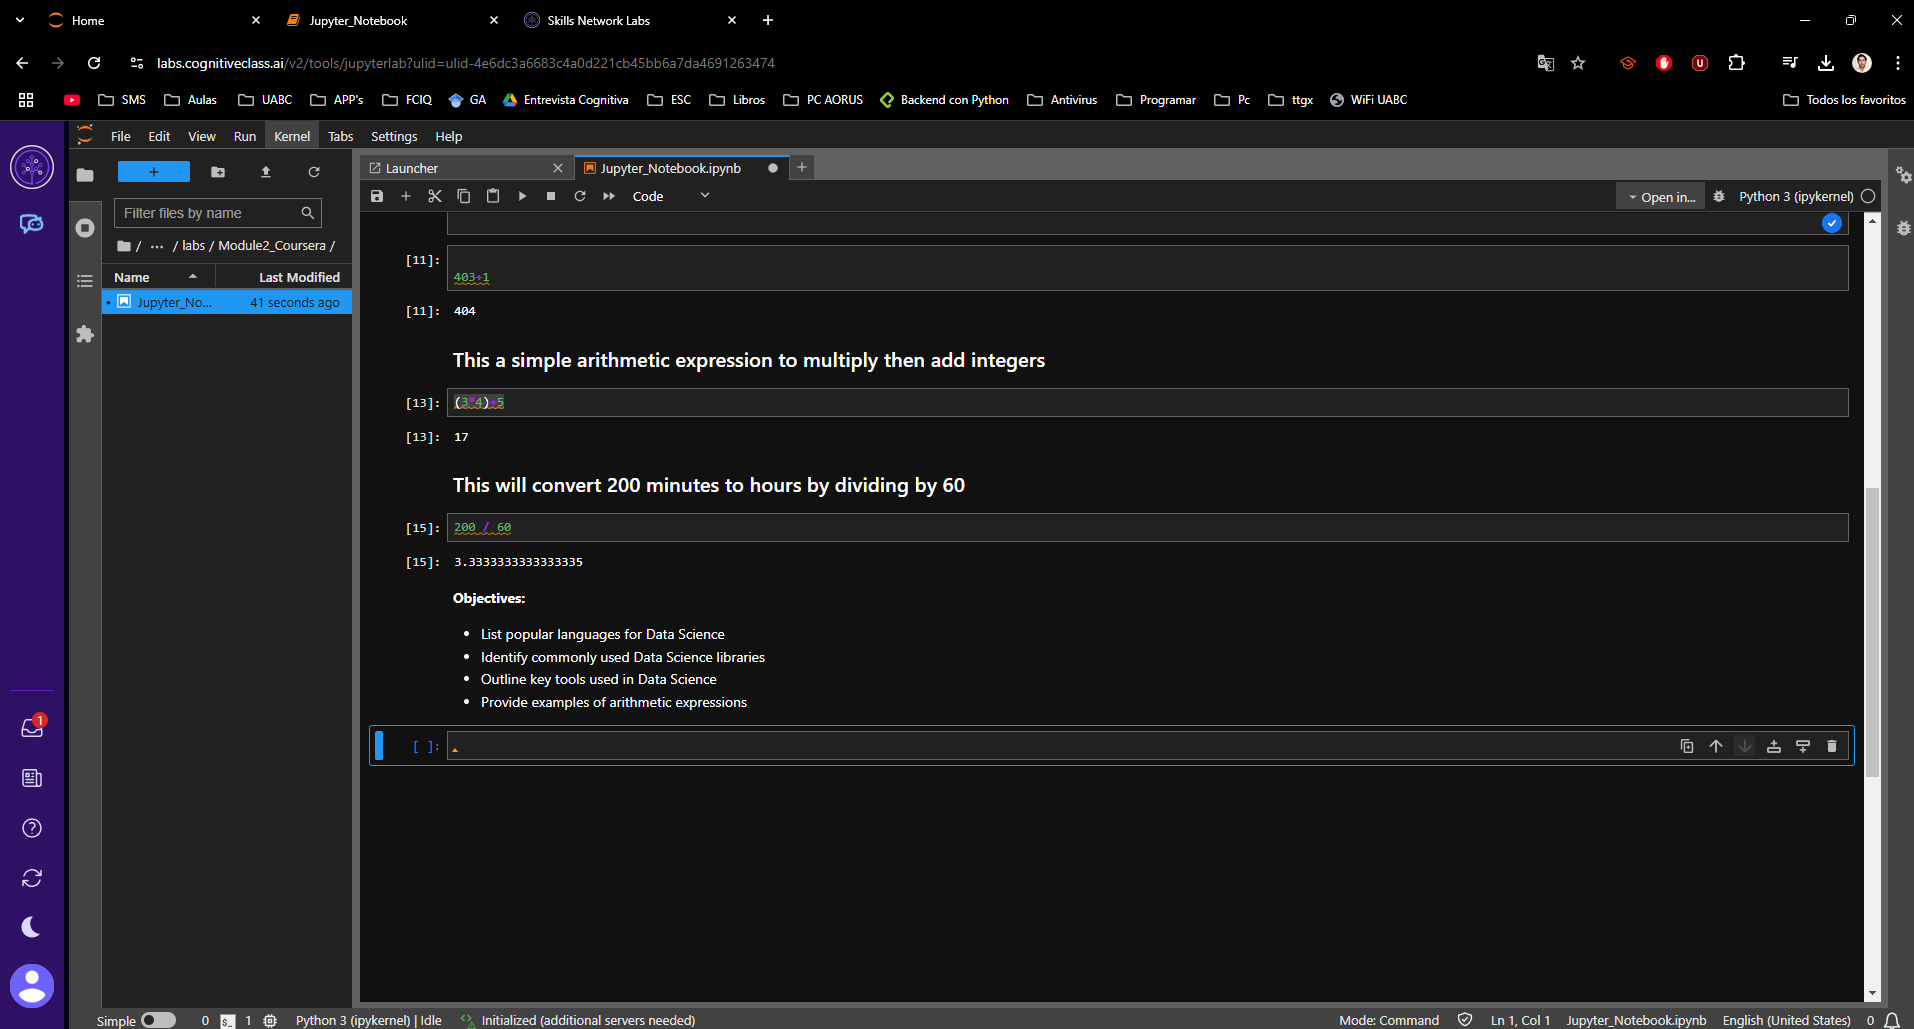 Home
Jupyter_Notebook
Skills Network Labs
labs.cognitiveclass.ai/v2/tools/jupyterlab?ulid=ulid-4e6dc3a6683c4a0d221cb45bb6a7da4691263474
SMS Aulas UABC APP's FCIQ GA Entrevista Cognitiva ESC Libros PC AORUS Backend con Python Antivirus Programar Pc ttgx WiFi UABC Todos los favoritos
File Edit View Run Kernel Tabs Settings Help
Launcher
Jupyter_Notebook.ipynb
Code
Open in...
Python 3 (ipykernel)
Filter files by name
/ ... / labs / Module2_Coursera /
Name Last Modified
Jupyter_No... 41 seconds ago
[11]:
403+1
[11]: 404
This a simple arithmetic expression to multiply then add integers
[13]: (3*4)+5
[13]: 17
This will convert 200 minutes to hours by dividing by 60
[15]: 200 / 60
[15]: 3.3333333333333335
Objectives:
• List popular languages for Data Science
• Identify commonly used Data Science libraries
• Outline key tools used in Data Science
• Provide examples of arithmetic expressions
[ ]:
1
Simple 0 $_ 1 Python 3 (ipykernel) | Idle Initialized (additional servers needed) Mode: Command Ln 1, Col 1 Jupyter_Notebook.ipynb English (United States) 0